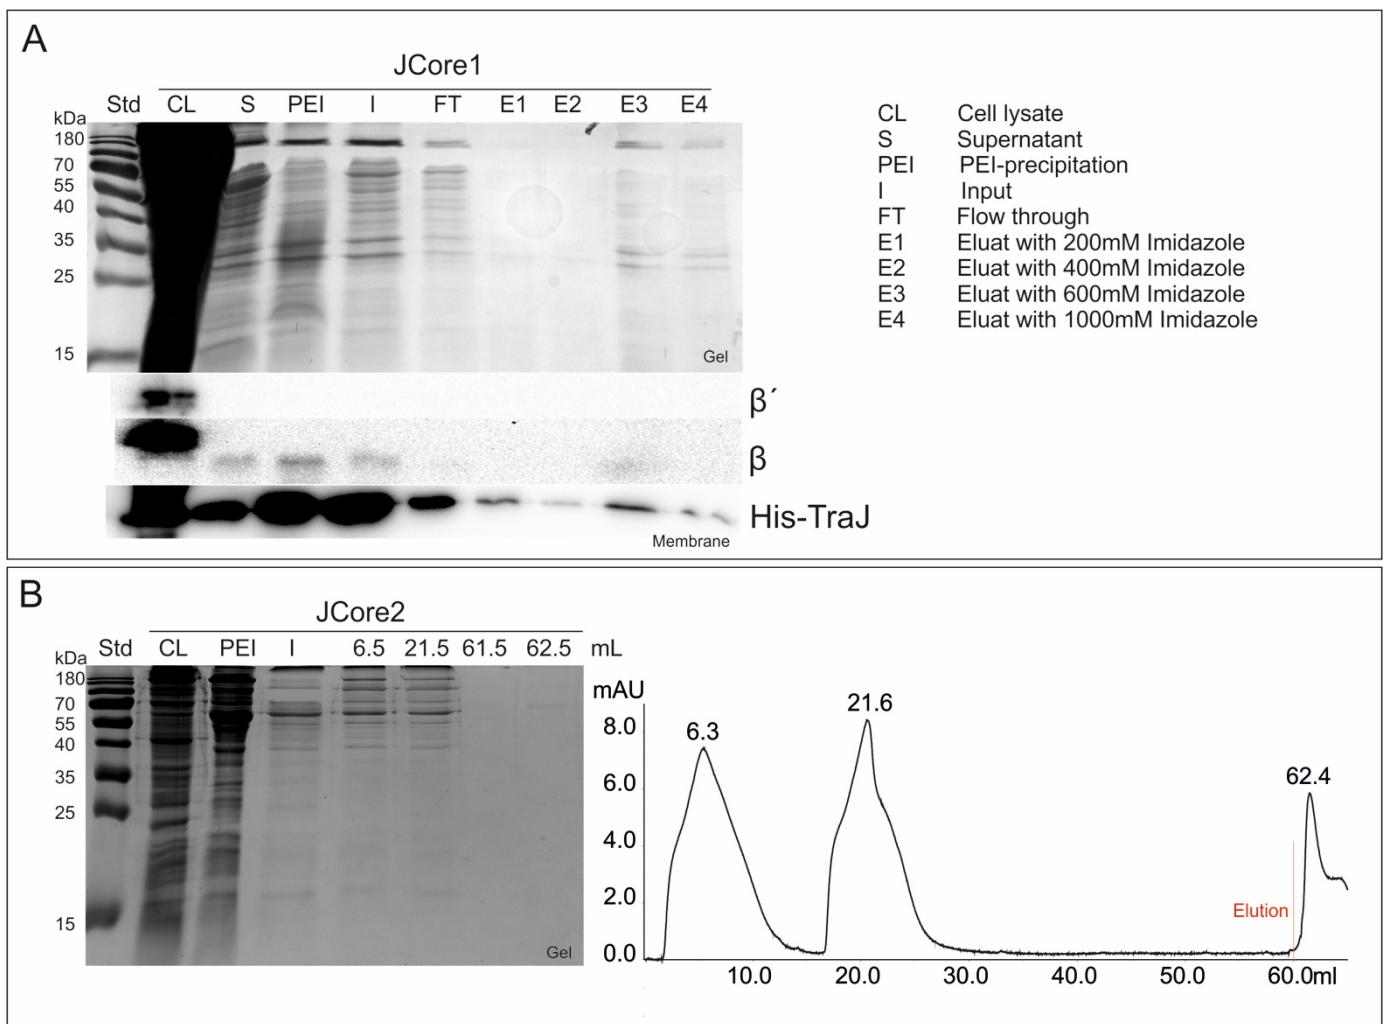 A
JCore1
Std CL S PEI I FT E1 E2 E3 E4
kDa
180
70
55
40
35
25
15
Gel
β´
β
His-TraJ
Membrane
CL Cell lysate
S Supernatant
PEI PEI-precipitation
I Input
FT Flow through
E1 Eluat with 200mM Imidazole
E2 Eluat with 400mM Imidazole
E3 Eluat with 600mM Imidazole
E4 Eluat with 1000mM Imidazole
B
JCore2
Std CL PEI I 6.5 21.5 61.5 62.5 mL
kDa
180
70
55
40
35
25
15
Gel
mAU
8.0
6.0
4.0
2.0
0.0
6.3
21.6
62.4
Elution
10.0 20.0 30.0 40.0 50.0 60.0ml